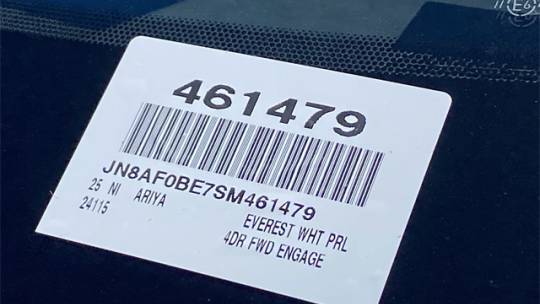 461479
JN8AF0BE7SM461479
25 NI ARIYA EVEREST WHT PRL
24115 4DR FWD ENGAGE